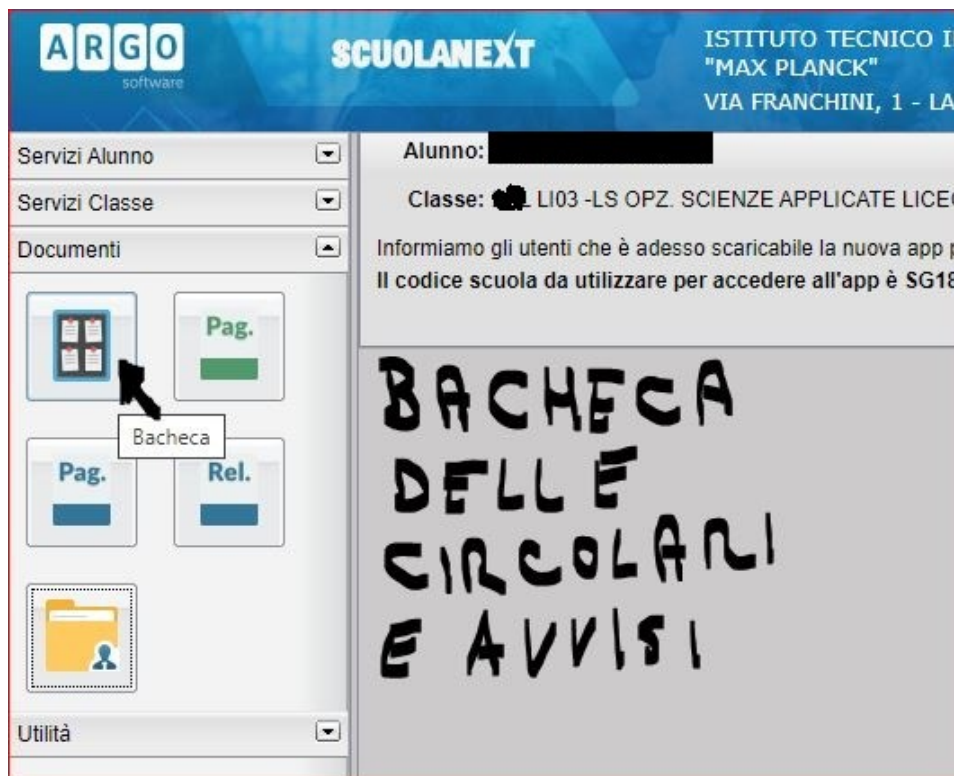 ARGO
software
SCUOLANEXT
ISTITUTO TECNICO I
"MAX PLANCK"
VIA FRANCHINI, 1 - LA
Servizi Alunno
Servizi Classe
Documenti
Pag.
Bacheca
Pag.
Rel.
Utilità
Alunno:
Classe: LI03 -LS OPZ. SCIENZE APPLICATE LICEO
Informiamo gli utenti che è adesso scaricabile la nuova app p
Il codice scuola da utilizzare per accedere all'app è SG18
BACHECA
DELLE
CIRCOLARI
E AVVISI